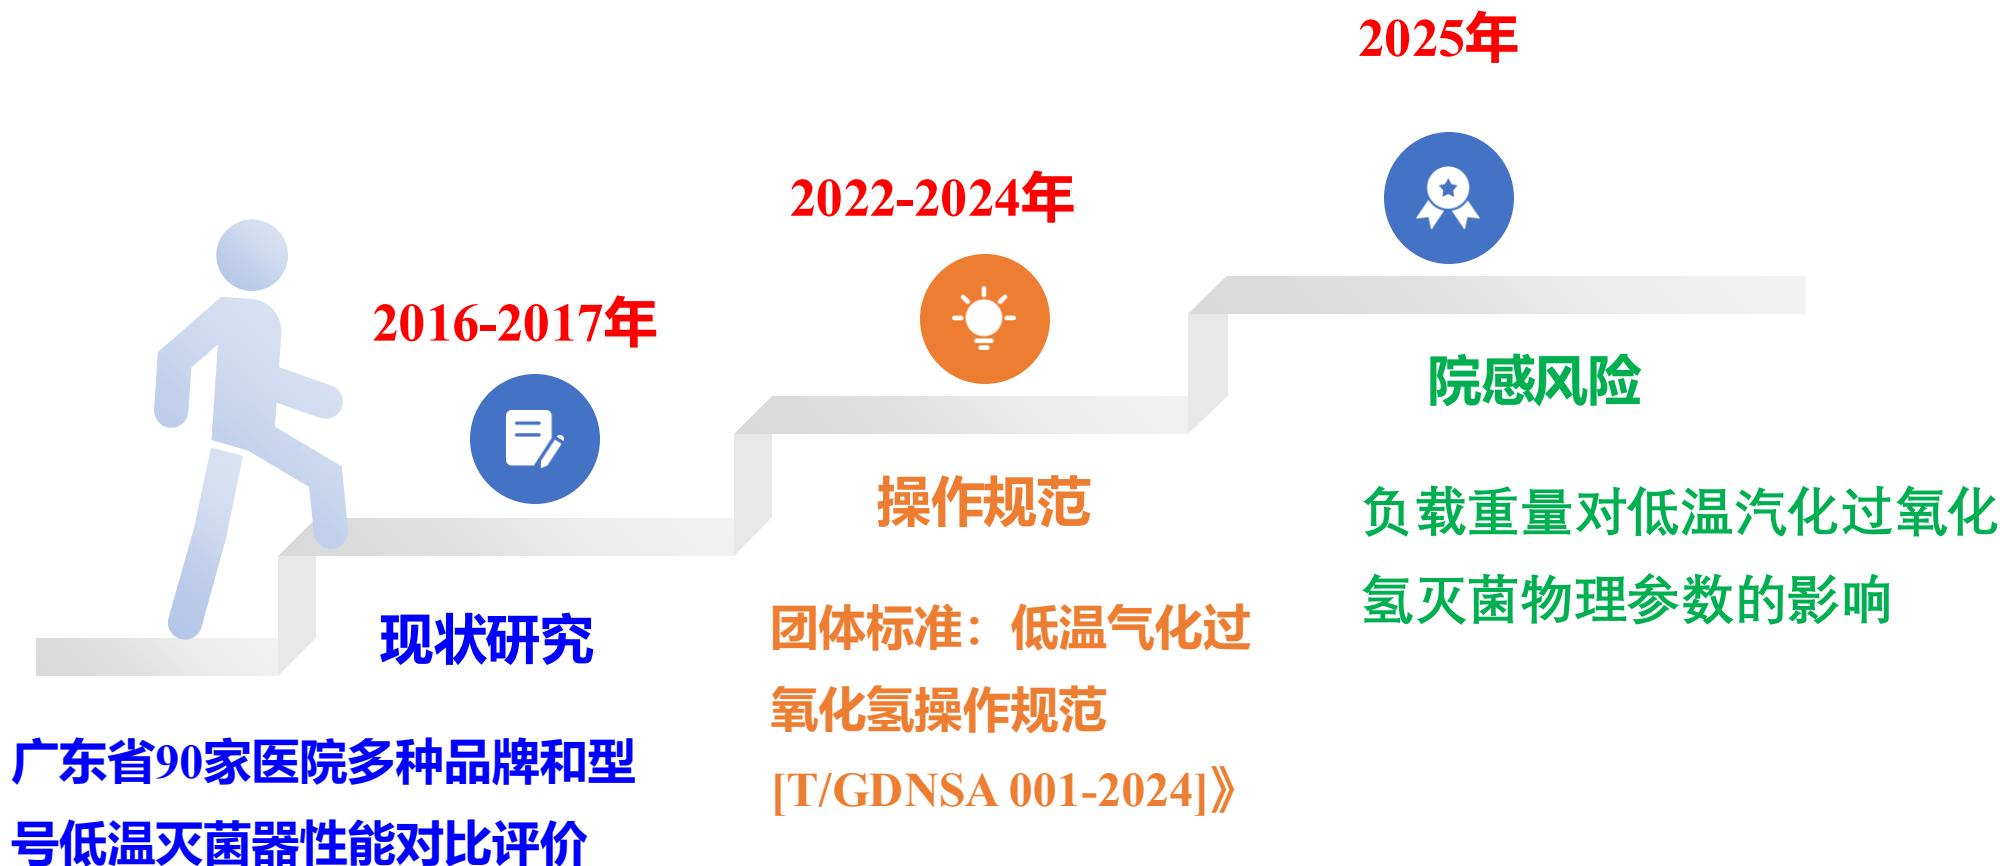 2016-2017年
现状研究
广东省90家医院多种品牌和型
号低温灭菌器性能对比评价
2022-2024年
操作规范
团体标准：低温气化过
氧化氢操作规范
[T/GDNSA 001-2024]》
2025年
院感风险
负载重量对低温汽化过氧化
氢灭菌物理参数的影响